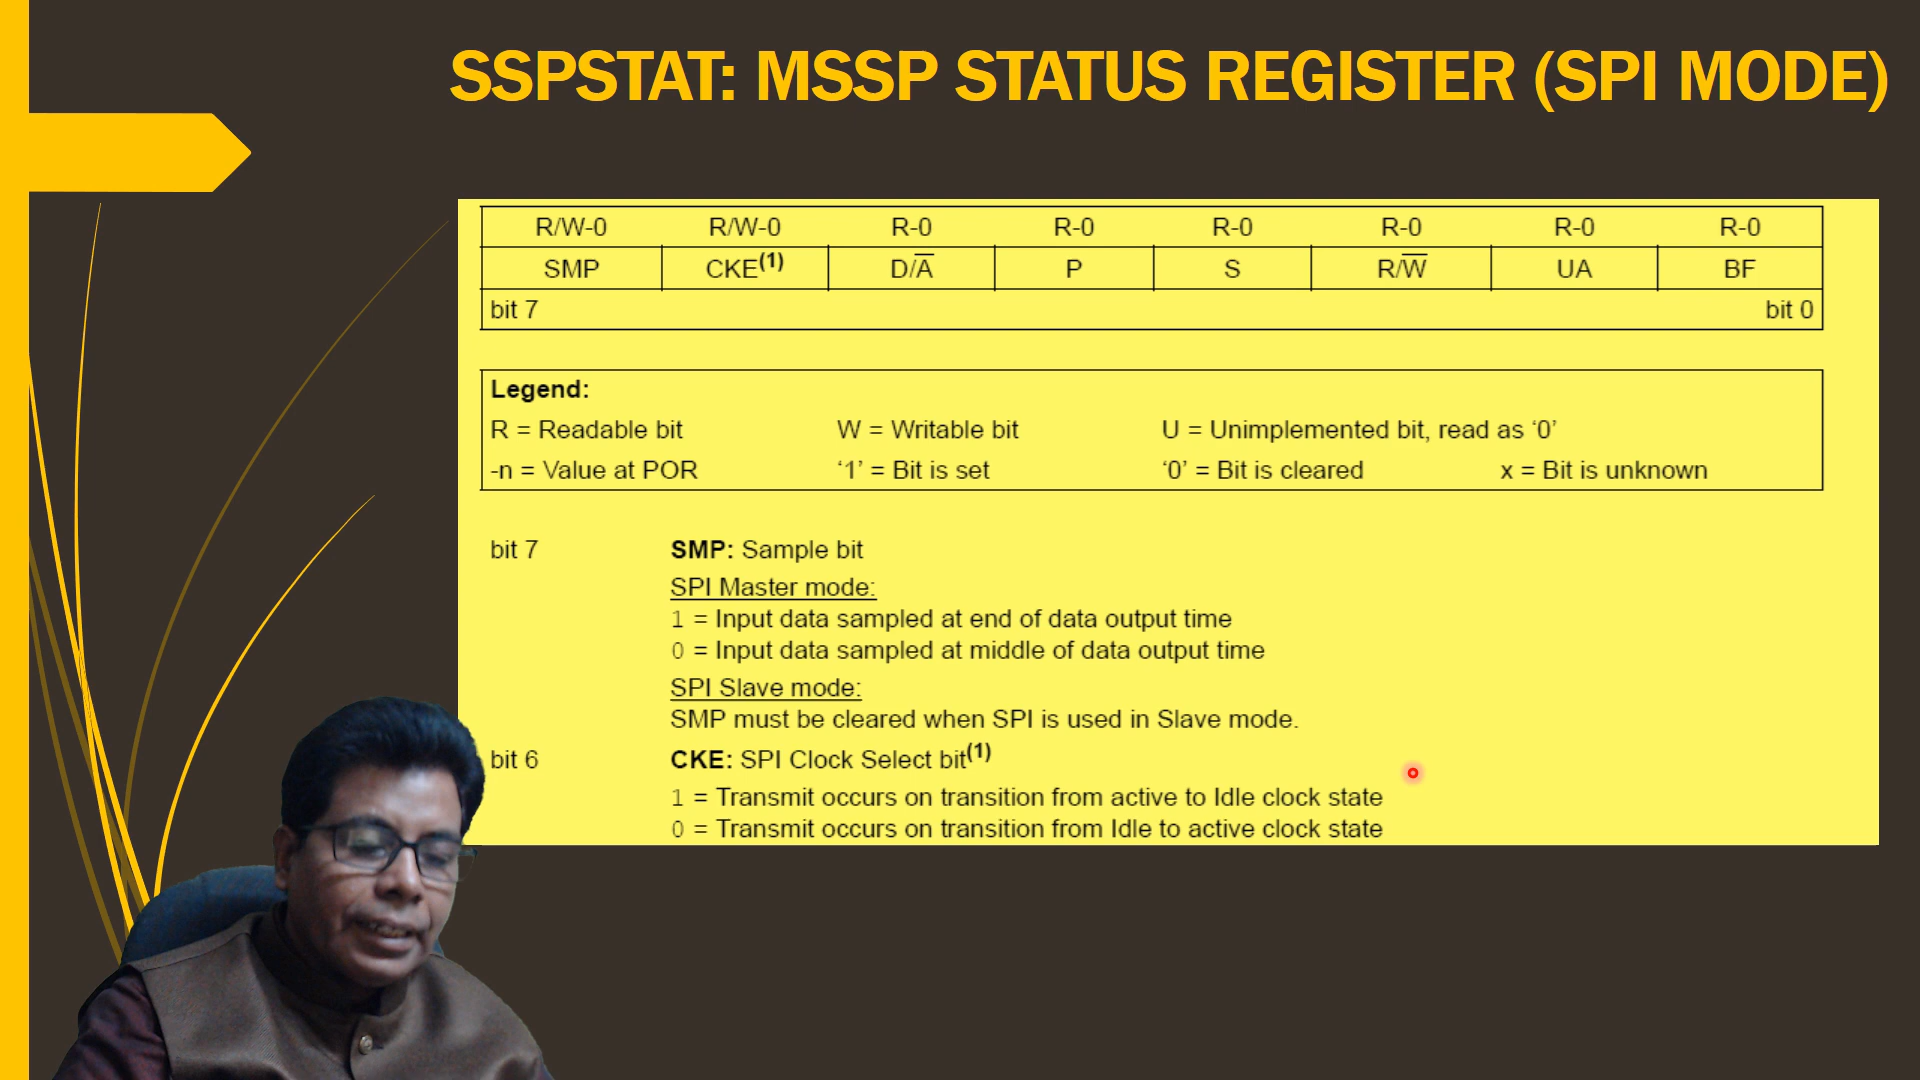 SSPSTAT: MSSP STATUS REGISTER (SPI MODE)
R/W-0 R/W-0 R-0 R-0 R-0 R-0 R-0 R-0
SMP CKE(1) D/A̅ P S R/W̅ UA BF
bit 7 bit 0
Legend:
R = Readable bit W = Writable bit U = Unimplemented bit, read as ‘0’
-n = Value at POR ‘1’ = Bit is set ‘0’ = Bit is cleared x = Bit is unknown
bit 7 SMP: Sample bit
SPI Master mode:
1 = Input data sampled at end of data output time
0 = Input data sampled at middle of data output time
SPI Slave mode:
SMP must be cleared when SPI is used in Slave mode.
bit 6 CKE: SPI Clock Select bit(1)
1 = Transmit occurs on transition from active to Idle clock state
0 = Transmit occurs on transition from Idle to active clock state